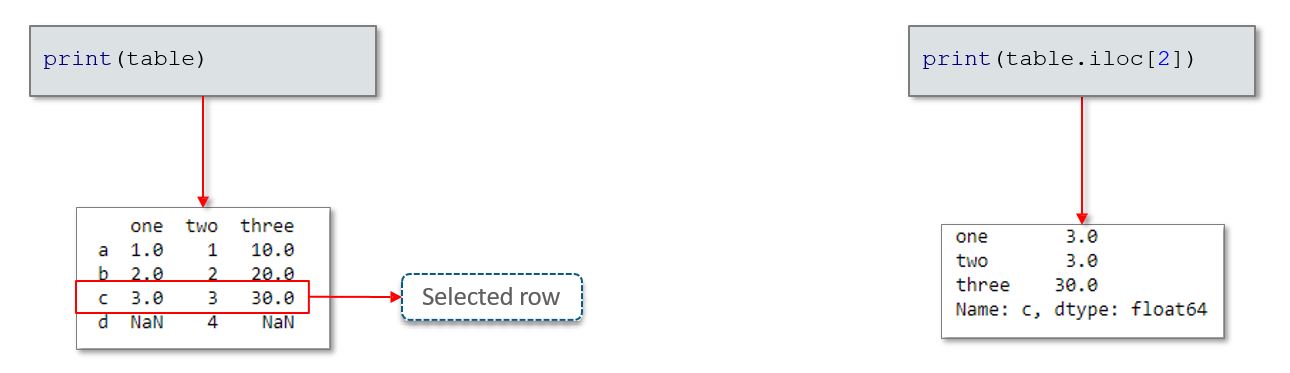 print(table)
print(table.iloc[2])
one two three
a 1.0 1 10.0
b 2.0 2 20.0
c 3.0 3 30.0
d NaN 4 NaN
Selected row
one 3.0
two 3.0
three 30.0
Name: c, dtype: float64